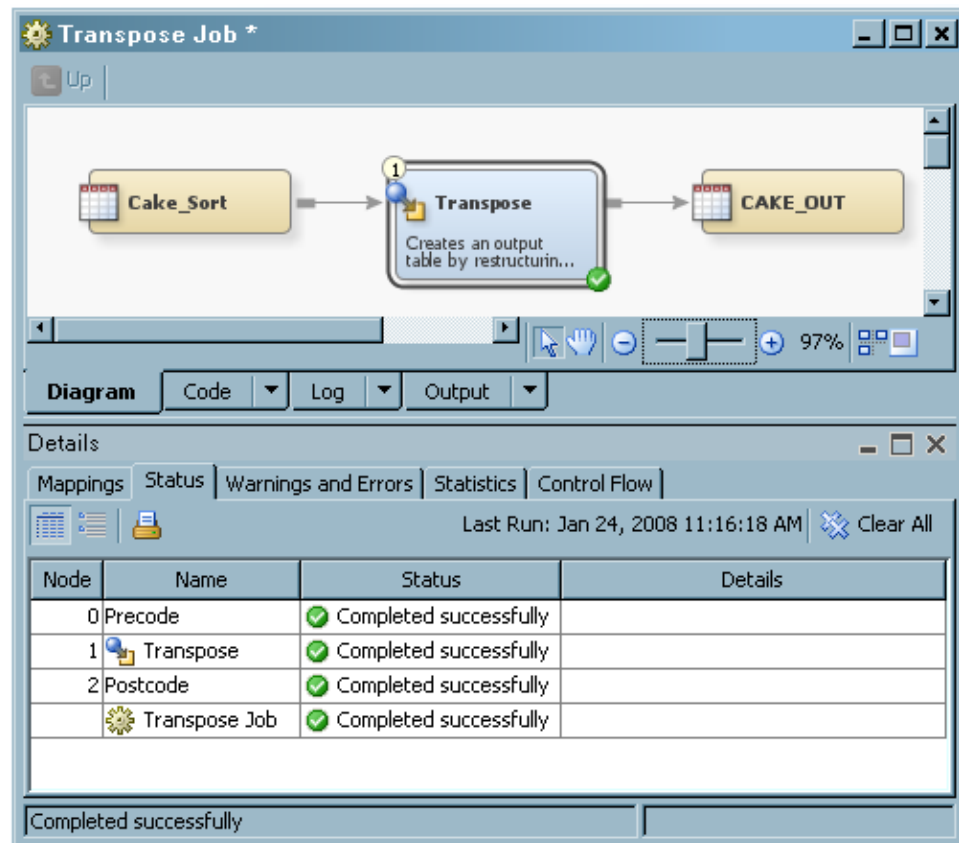 Transpose Job *
Up
1
Cake_Sort
Transpose
CAKE_OUT
Creates an output
table by restructurin...
97%
Diagram Code Log Output
Details
Mappings Status Warnings and Errors Statistics Control Flow
Last Run: Jan 24, 2008 11:16:18 AM Clear All
Node Name Status Details
0 Precode Completed successfully
1 Transpose Completed successfully
2 Postcode Completed successfully
Transpose Job Completed successfully
Completed successfully